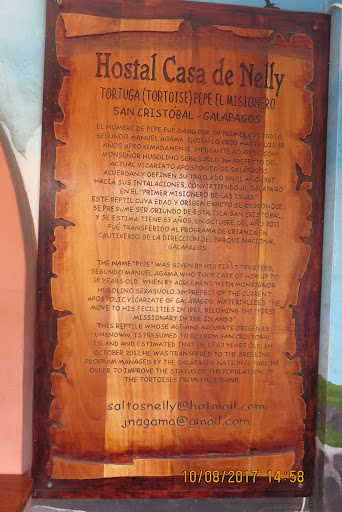 Hostal Casa de Nelly
TORTUGA (TORTOISE) PEPE EL MISIONERO
SAN CRISTÓBAL - GALÁPAGOS
EL NOMBRE DE PEPE FUE DADO POR SU PRIMER CUSTODIO
SEGUNDO MANUEL AGAMA QUIEN LO CRIO HASTA LOS 18
AÑOS APROXIMADAMENTE MEDIANTE ACUERDO CON
MONSEÑOR HUGOLINO SERASUOLO 3er PREFECTO DEL
ACTUAL VICARIATO APOSTOLICO DE GALAPAGOS
ACUERDAN Y DEFINEN SU TRASLADO EN EL AÑO 1967
HACIA SUS INTALACIONES, CONVIRTIENDO AL GALAPAGO
EN EL "PRIMER MISIONERO DE LAS ISLAS"
ESTE REPTIL CUYA EDAD Y ORIGEN EXACTO SE DESCONOCE,
SE PRESUME SER ORIUNDO DE ESTA ISLA SAN CRISTOBAL
Y SE ESTIMA TIENE 63 AÑOS, EN OCTUBRE DEL AÑO 2012
FUE TRANSFERIDO AL PROGRAMA DE CRIANZA EN
CAUTIVERIO DE LA DIRECCION DEL PARQUE NACIONAL
GALAPAGOS
THE NAME "PEPE" WAS GIVEN BY HIS FIRST TRUSTEES,
SEGUNDO MANUEL AGAMA, WHO TOOK CARE OF HIM UP TO
18 YEARS OLD WHEN BY AGREEMENT WITH MONSIGNOR
HUGOLINO SERASUOLO 3er PREFECT OF THE CURRENT
APOSTOLIC VICARIATE OF GALAPAGOS, MATERIALIZED THE
MOVE TO HIS FECILITIES IN 1967, BECOMING THE "FIRST
MISSIONARY IN THE ISLANDS"
THIS REPTILE WHOSE AGE AND ACCURATE ORIGEN IS
UNKNOWN, IS PRESUMED TO BE FROM SAN CRISTOBAL
ISLAND AND ESTIMATED THAT HE IS 63 YEARS OLD. IN
OCTOBER 2012 HE WAS TRANSFERRED TO THE BREEDING
PROGRAM MANAGED BY THE GALAPAGOS NATIONAL PARK IN
ORDER TO IMPROVE THE STATUS OF THE POPULATION OF
THE TORTOISES FROM THE ISLAND
saltosnelly@hotmail.com
jnagama@gmail.com
10/08/2017 14:58